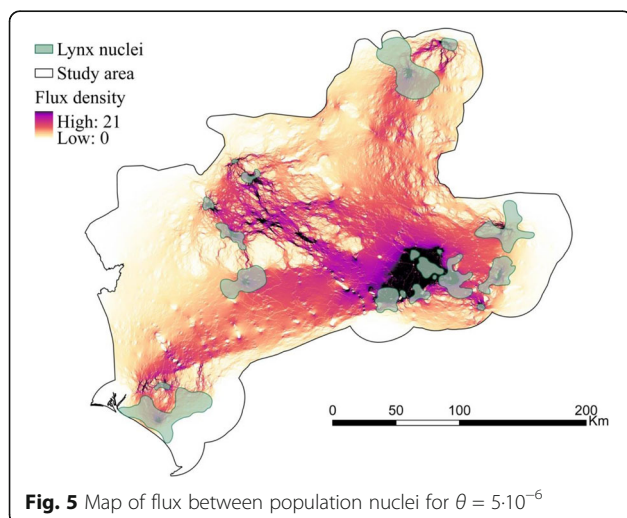 Lynx nuclei
Study area
Flux density
High: 21
Low: 0
0 50 100 200
Km
Fig. 5 Map of flux between population nuclei for θ = 5·10⁻⁶